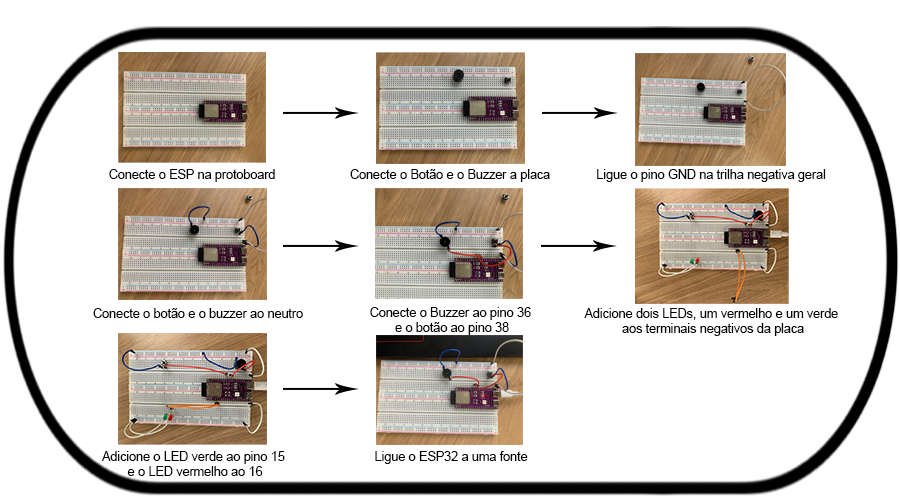 Conecte o ESP na protoboard
Conecte o Botão e o Buzzer a placa
Ligue o pino GND na trilha negativa geral
Conecte o botão e o buzzer ao neutro
Conecte o Buzzer ao pino 36
e o botão ao pino 38
Adicione dois LEDs, um vermelho e um verde
aos terminais negativos da placa
Adicione o LED verde ao pino 15
e o LED vermelho ao 16
Ligue o ESP32 a uma fonte